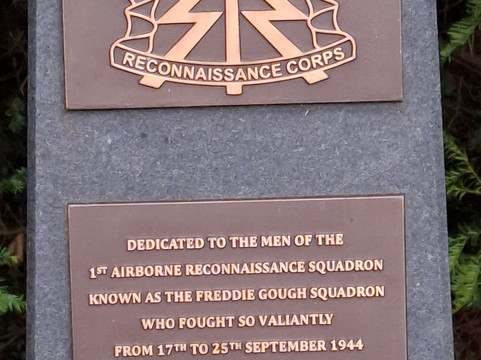 RECONNAISSANCE CORPS
DEDICATED TO THE MEN OF THE
1ST AIRBORNE RECONNAISSANCE SQUADRON
KNOWN AS THE FREDDIE GOUGH SQUADRON
WHO FOUGHT SO VALIANTLY
FROM 17TH TO 25TH SEPTEMBER 1944